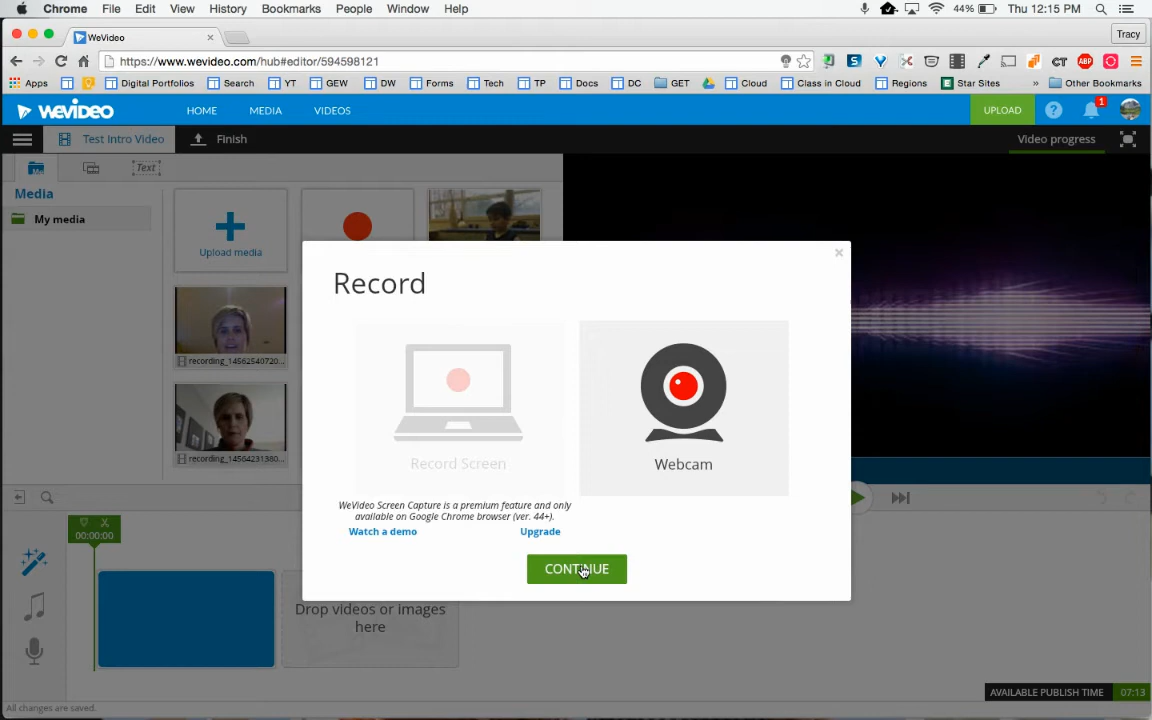 Chrome File Edit View History Bookmarks People Window Help 44% Thu 12:15 PM
WeVideo Tracy
https://www.wevideo.com/hub#editor/594598121
Apps Digital Portfolios Search YT GEW DW Forms Tech TP Docs DC GET Cloud Class in Cloud Regions Star Sites » Other Bookmarks
WEVIDEO HOME MEDIA VIDEOS UPLOAD ? 1
Test Intro Video Finish Video progress
Text
Media
My media
Upload media
recording_14562540720...
recording_14564231380...
Record
Record Screen
Webcam
WeVideo Screen Capture is a premium feature and only
available on Google Chrome browser (ver. 44+).
Watch a demo Upgrade
CONTINUE
00:00:00
Drop videos or images
here
AVAILABLE PUBLISH TIME 07:13
All changes are saved.